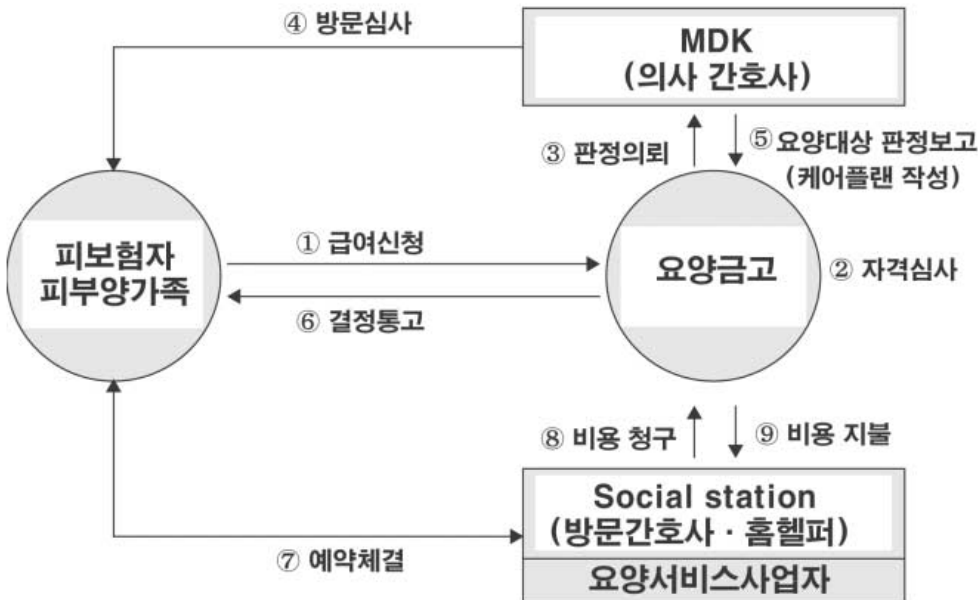 ④ 방문심사
MDK
(의사 간호사)
③ 판정의뢰
⑤ 요양대상 판정보고
(케어플랜 작성)
피보험자
피부양가족
① 급여신청
⑥ 결정통고
요양금고
② 자격심사
⑧ 비용 청구
⑨ 비용 지불
⑦ 예약체결
Social station
(방문간호사 · 홈헬퍼)
요양서비스사업자